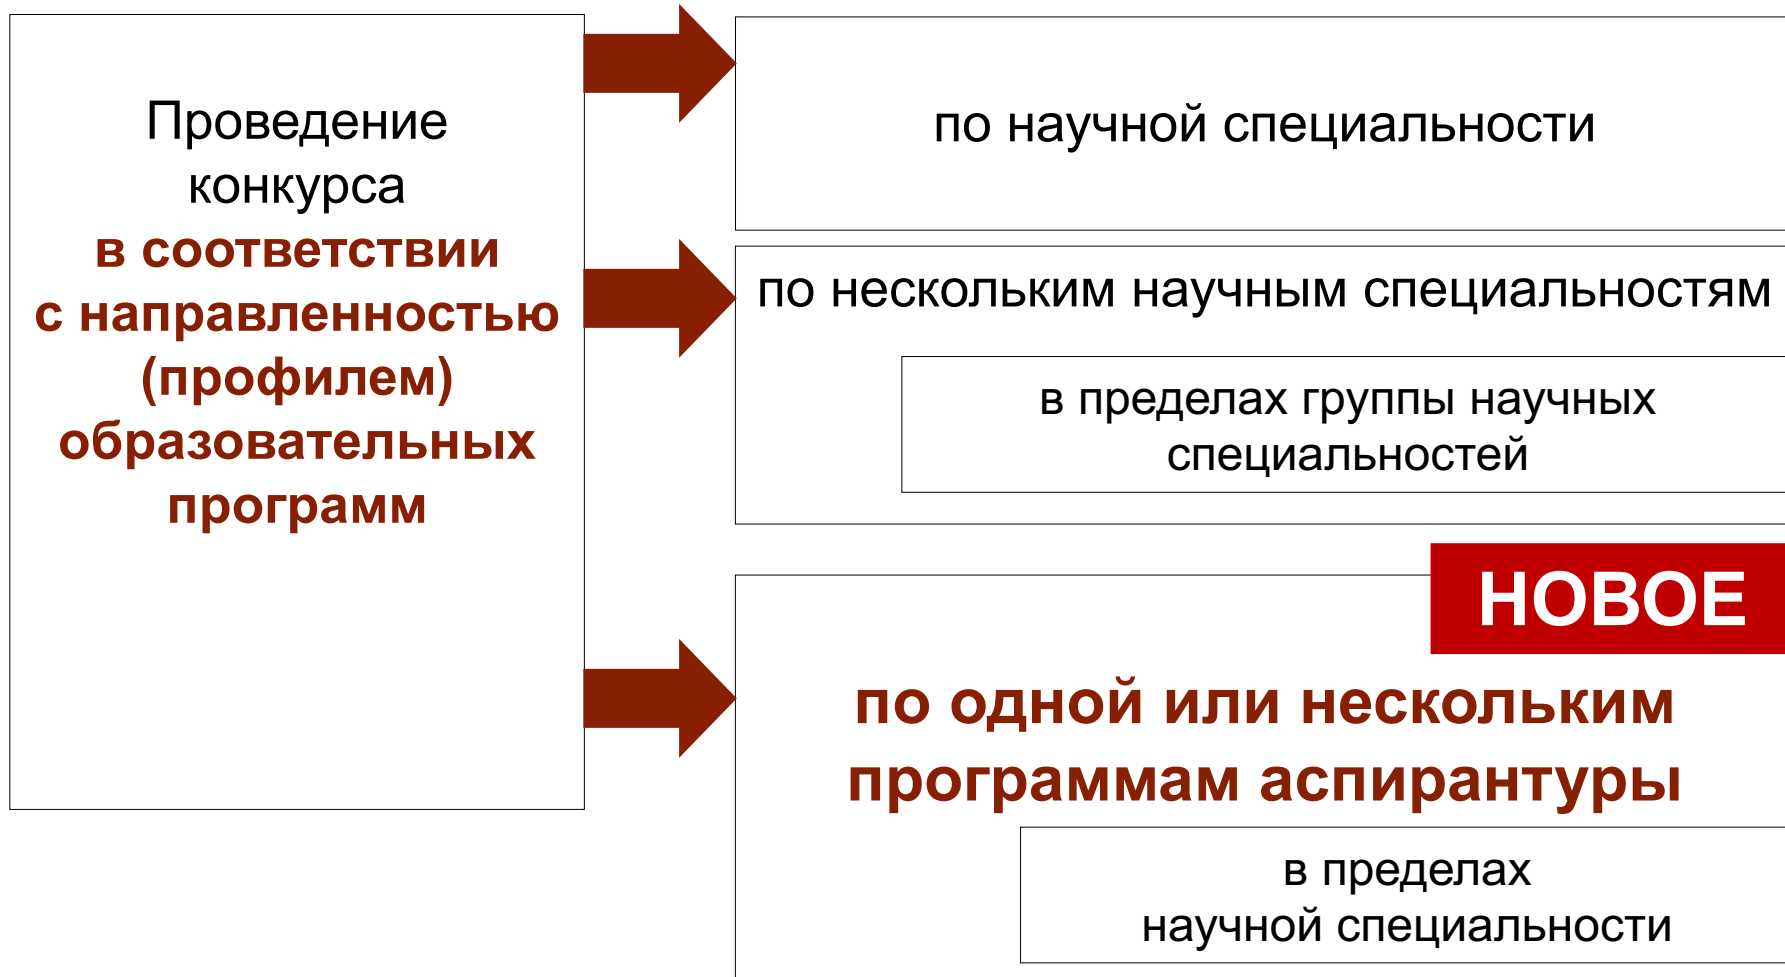 Проведение
конкурса
в соответствии
с направленностью
(профилем)
образовательных
программ
по научной специальности
по нескольким научным специальностям
в пределах группы научных
специальностей
НОВОЕ
по одной или нескольким
программам аспирантуры
в пределах
научной специальности